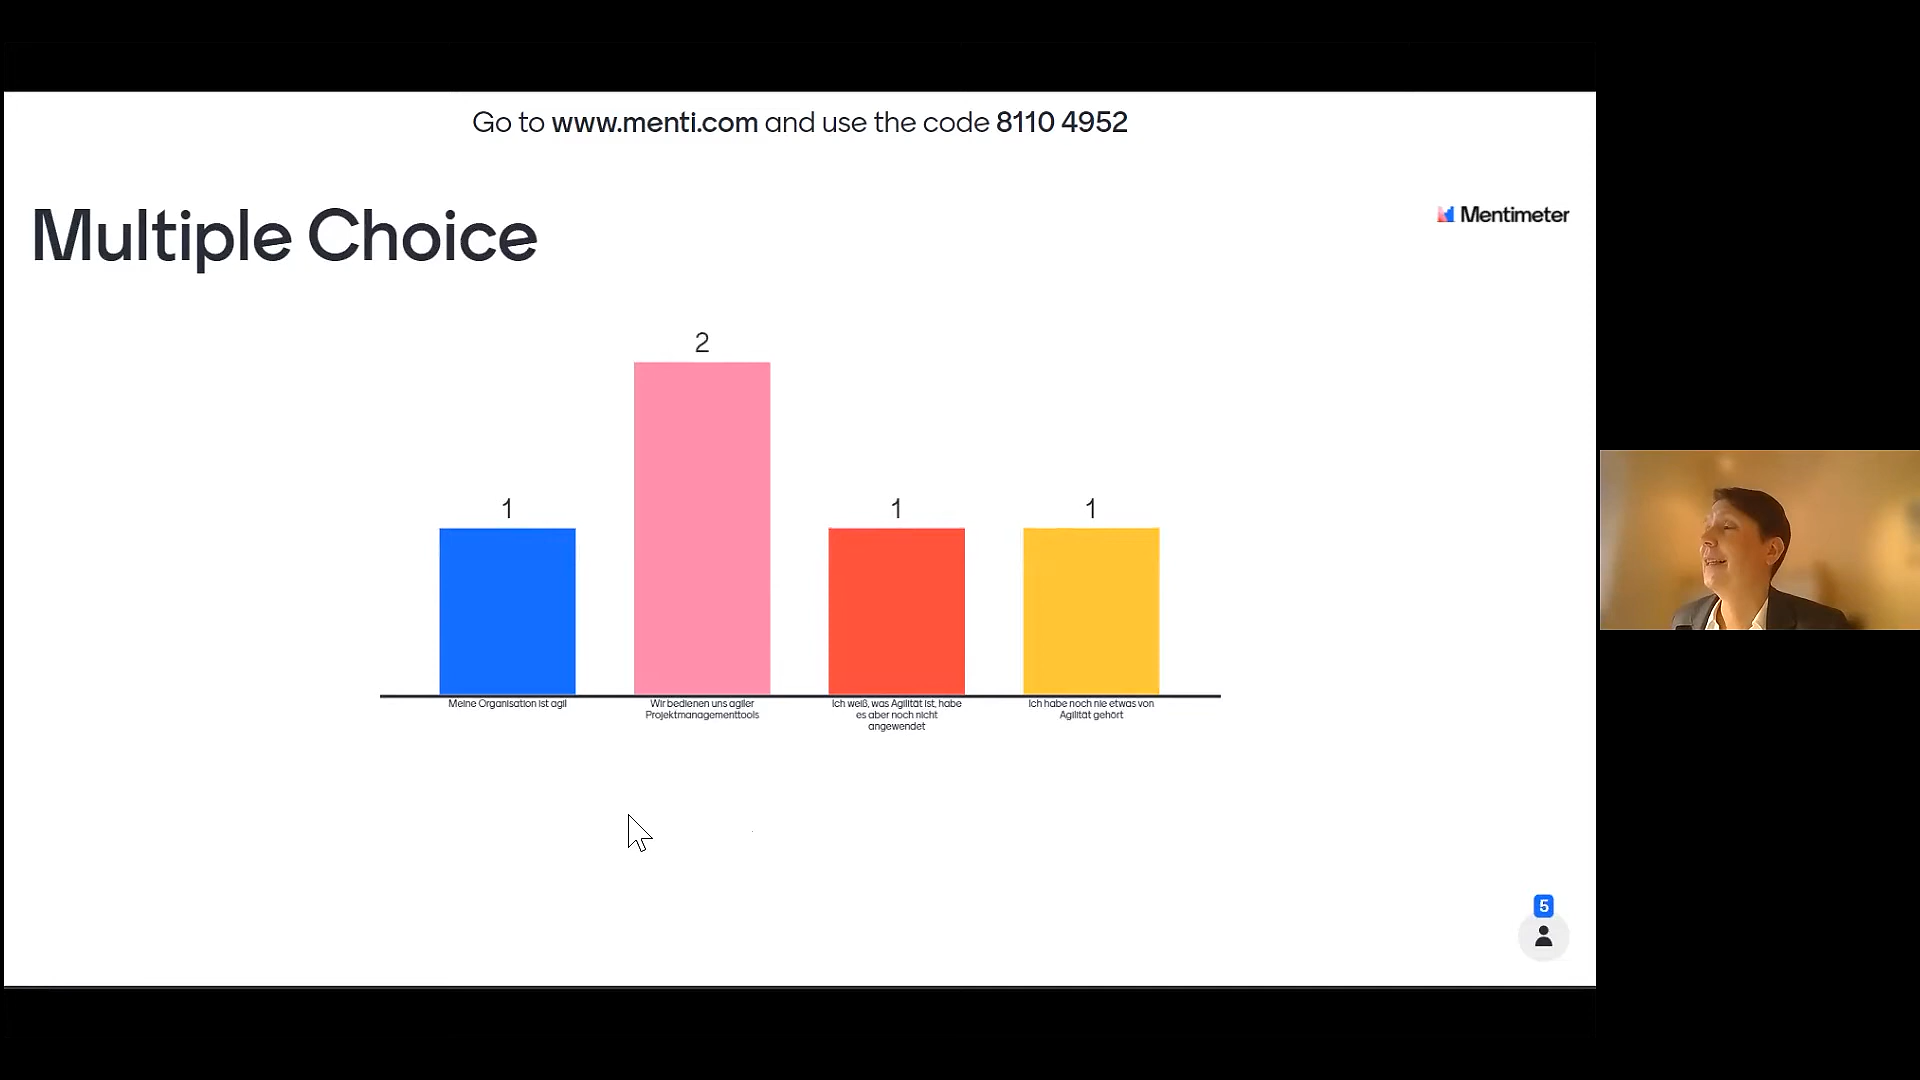 Go to www.menti.com and use the code 8110 4952
Multiple Choice
Mentimeter
2
1
1
1
Meine Organisation ist agil
Wir bedienen uns agiler
Projektmanagementtools
Ich weiß, was Agilität ist, habe
es aber noch nicht
angewendet
Ich habe noch nie etwas von
Agilität gehört
5